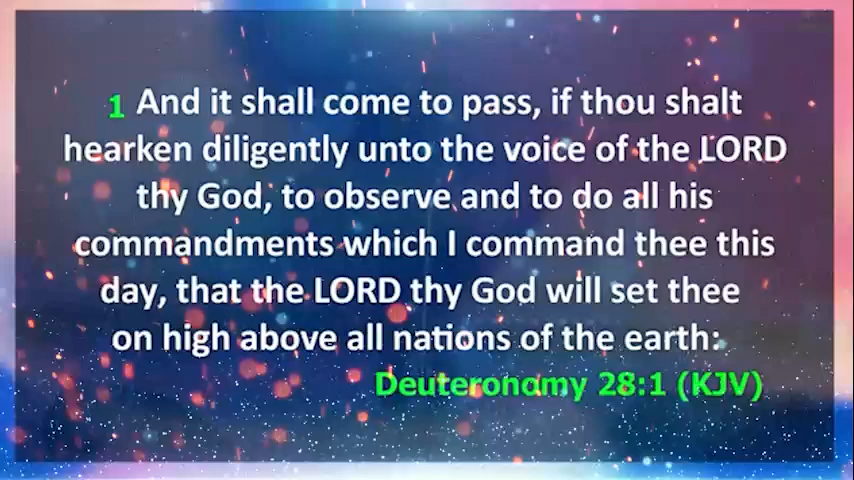 1 And it shall come to pass, if thou shalt
hearken diligently unto the voice of the LORD
thy God, to observe and to do all his
commandments which I command thee this
day, that the LORD thy God will set thee
on high above all nations of the earth:
Deuteronomy 28:1 (KJV)